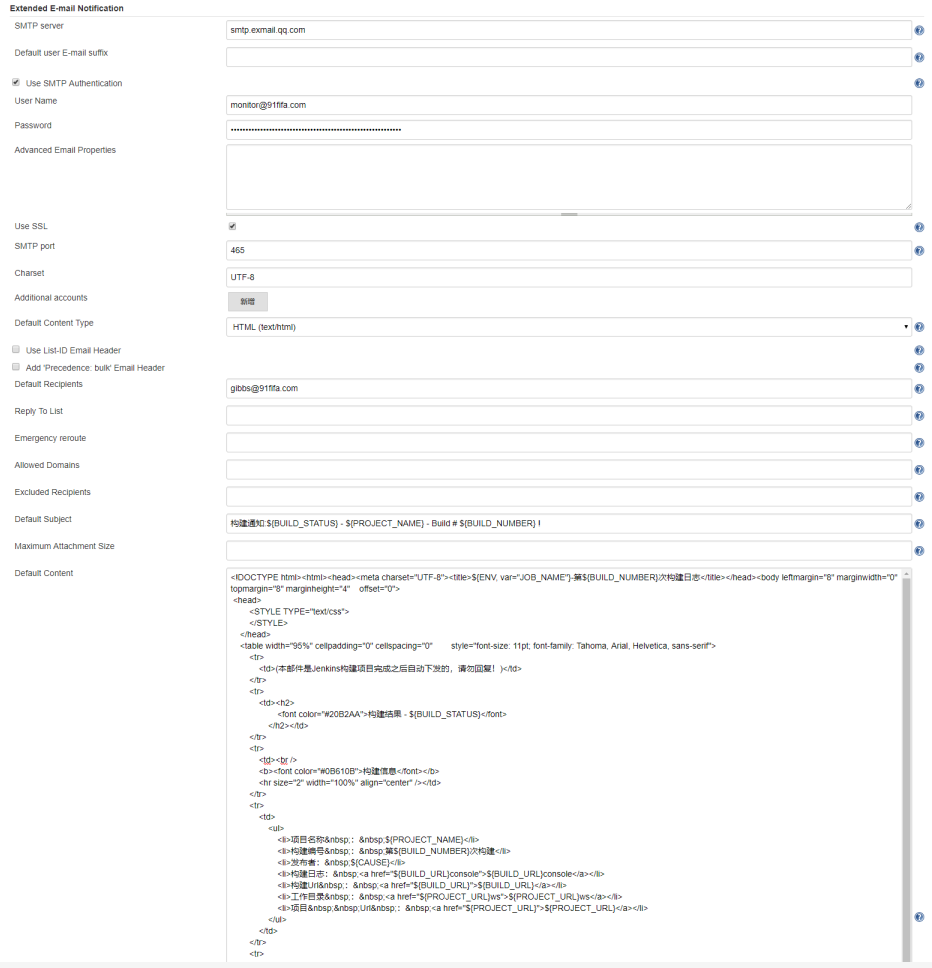 Extended E-mail Notification
SMTP server
smtp.exmail.qq.com
Default user E-mail suffix
Use SMTP Authentication
User Name
monitor@91fifa.com
Password
Advanced Email Properties
Use SSL
SMTP port
465
Charset
UTF-8
Additional accounts
新增
Default Content Type
HTML (text/html)
Use List-ID Email Header
Add 'Precedence: bulk' Email Header
Default Recipients
gibbs@91fifa.com
Reply To List
Emergency reroute
Allowed Domains
Excluded Recipients
Default Subject
构建通知:${BUILD_STATUS} - ${PROJECT_NAME} - Build # ${BUILD_NUMBER} !
Maximum Attachment Size
Default Content
<!DOCTYPE html><html><head><meta charset="UTF-8"><title>${ENV, var="JOB_NAME"}-第${BUILD_NUMBER}次构建日志</title></head><body leftmargin="8" marginwidth="0"
topmargin="8" marginheight="4" offset="0">
<head>
<STYLE TYPE="text/css">
</STYLE>
</head>
<table width="95%" cellpadding="0" cellspacing="0" style="font-size: 11pt; font-family: Tahoma, Arial, Helvetica, sans-serif">
<tr>
<td>(本邮件是Jenkins构建项目完成之后自动下发的，请勿回复！)</td>
</tr>
<tr>
<td><h2>
<font color="#20B2AA">构建结果 - ${BUILD_STATUS}</font>
</h2></td>
</tr>
<tr>
<td><br />
<b><font color="#0B610B">构建信息</font></b>
<hr size="2" width="100%" align="center" /></td>
</tr>
<tr>
<td>
<ul>
<li>项目名称&nbsp;：&nbsp;${PROJECT_NAME}</li>
<li>构建编号&nbsp;：&nbsp;第${BUILD_NUMBER}次构建</li>
<li>发布者：&nbsp;${CAUSE}</li>
<li>构建日志：&nbsp;<a href="${BUILD_URL}console">${BUILD_URL}console</a></li>
<li>构建Url&nbsp;：&nbsp;<a href="${BUILD_URL}">${BUILD_URL}</a></li>
<li>工作目录&nbsp;：&nbsp;<a href="${PROJECT_URL}ws">${PROJECT_URL}ws</a></li>
<li>项目&nbsp;&nbsp;Url&nbsp;：&nbsp;<a href="${PROJECT_URL}">${PROJECT_URL}</a></li>
</ul>
</td>
</tr>
<tr>